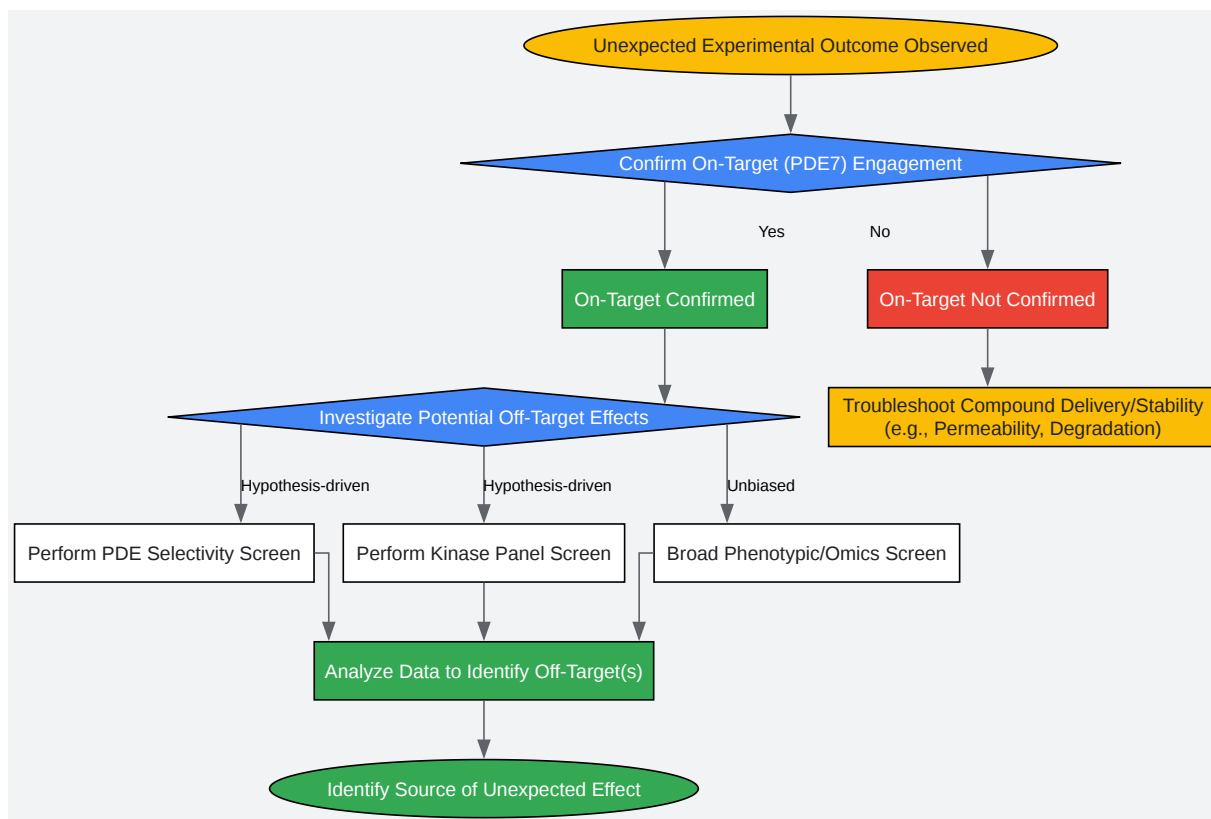 Unexpected Experimental Outcome Observed
Confirm On-Target (PDE7) Engagement
Yes
No
On-Target Confirmed
On-Target Not Confirmed
Investigate Potential Off-Target Effects
Troubleshoot Compound Delivery/Stability
(e.g., Permeability, Degradation)
Hypothesis-driven
Hypothesis-driven
Unbiased
Perform PDE Selectivity Screen
Perform Kinase Panel Screen
Broad Phenotypic/Omics Screen
Analyze Data to Identify Off-Target(s)
Identify Source of Unexpected Effect